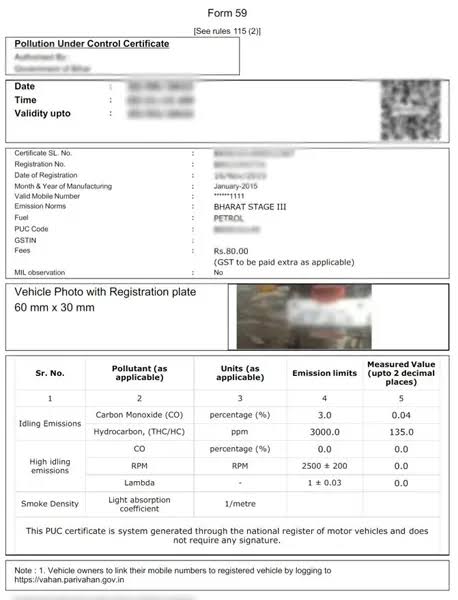 Form 59
[See rules 115 (2)]
Pollution Under Control Certificate
Authorised By :
Government of Bihar
Date :
Time :
Validity upto :
Certificate SL. No. :
Registration No. :
Date of Registration :
Month & Year of Manufacturing : January-2015
Valid Mobile Number : ******1111
Emission Norms : BHARAT STAGE III
Fuel : PETROL
PUC Code :
GSTIN :
Fees : Rs.80.00
(GST to be paid extra as applicable)
MIL observation : No
Vehicle Photo with Registration plate
60 mm x 30 mm
Sr. No. Pollutant (as applicable) Units (as applicable) Emission limits Measured Value (upto 2 decimal places)
1 2 3 4 5
Idling Emissions Carbon Monoxide (CO) percentage (%) 3.0 0.04
Hydrocarbon, (THC/HC) ppm 3000.0 135.0
High idling emissions CO percentage (%) 0.0 0.0
RPM RPM 2500 ± 200 0.0
Lambda - 1 ± 0.03 0.0
Smoke Density Light absorption coefficient 1/metre
This PUC certificate is system generated through the national register of motor vehicles and does
not require any signature.
Note : 1. Vehicle owners to link their mobile numbers to registered vehicle by logging to
https://vahan.parivahan.gov.in